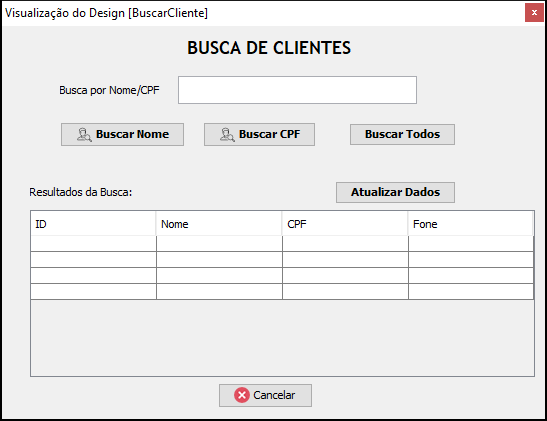 Visualização do Design [BuscarCliente]
BUSCA DE CLIENTES
Busca por Nome/CPF
Buscar Nome Buscar CPF Buscar Todos
Resultados da Busca: Atualizar Dados
ID Nome CPF Fone
Cancelar